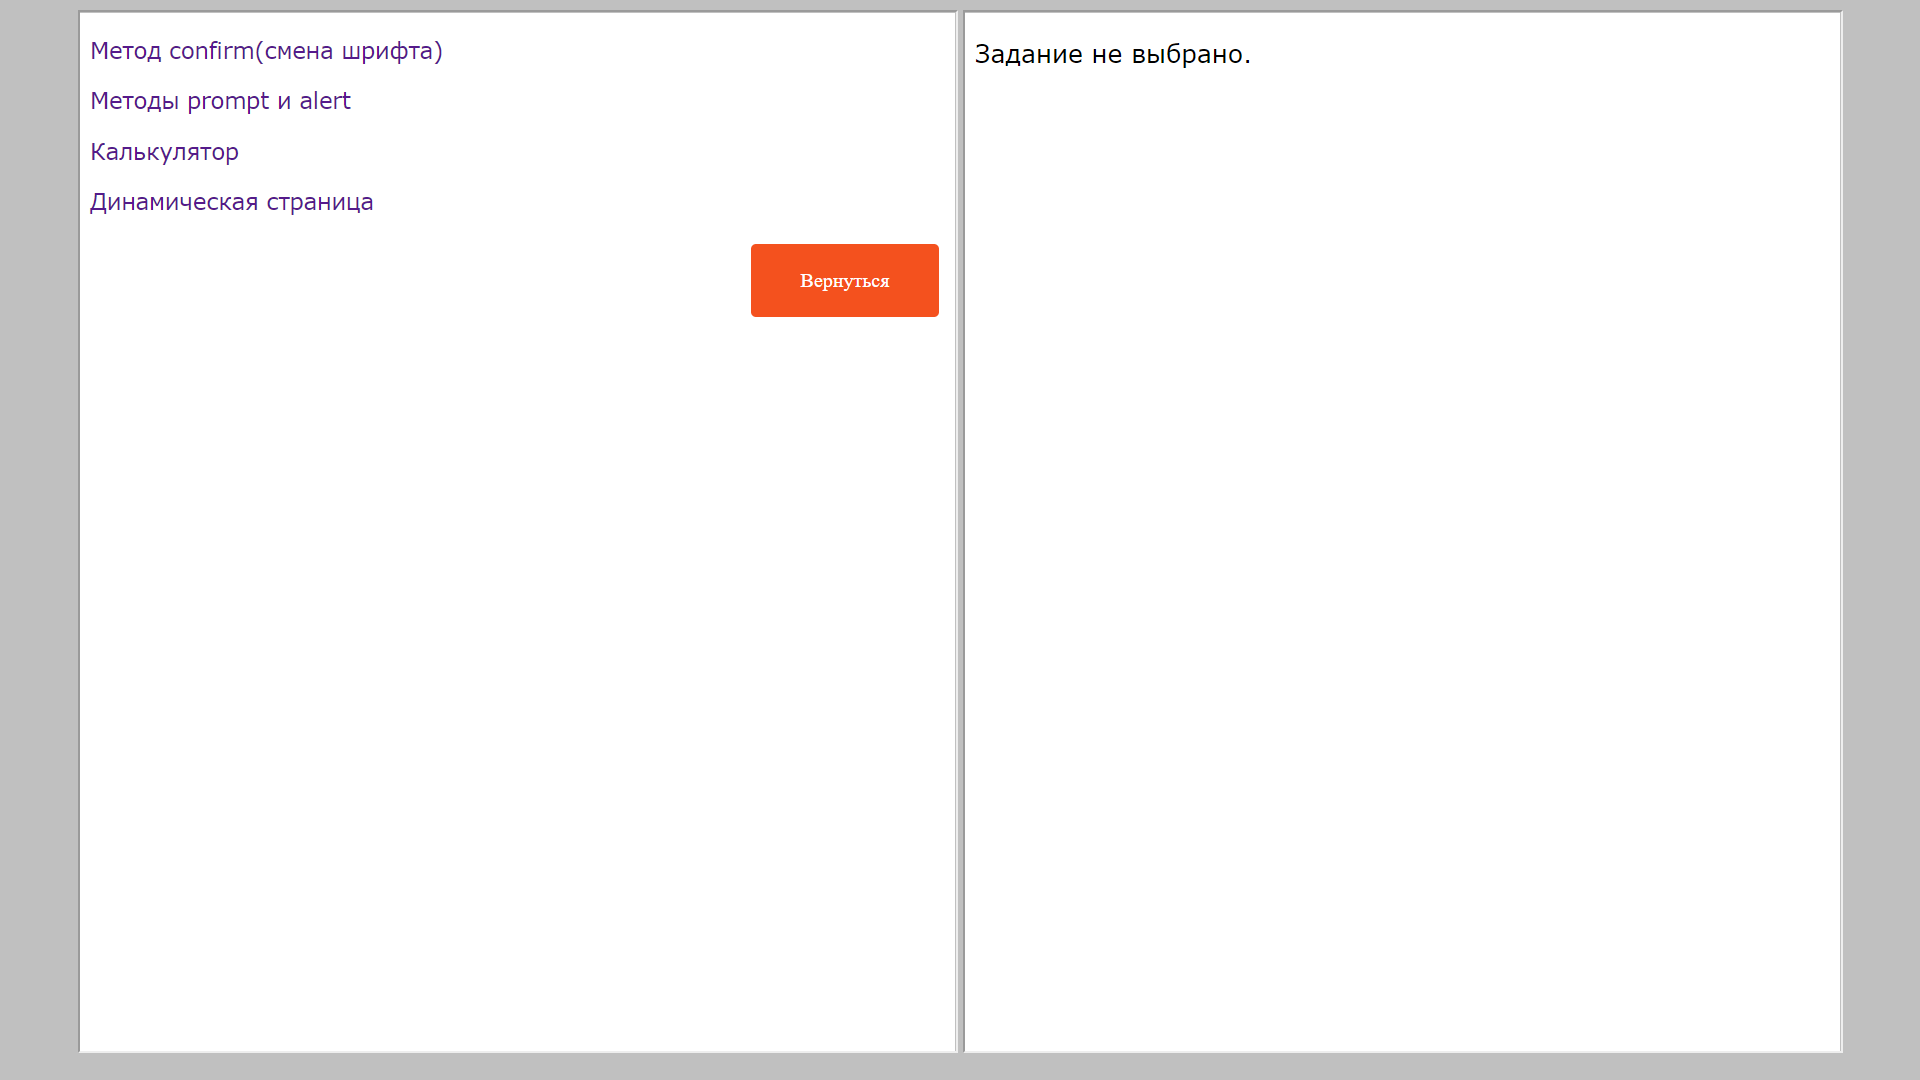 Метод confirm(смена шрифта)
Методы prompt и alert
Калькулятор
Динамическая страница
Вернуться
Задание не выбрано.